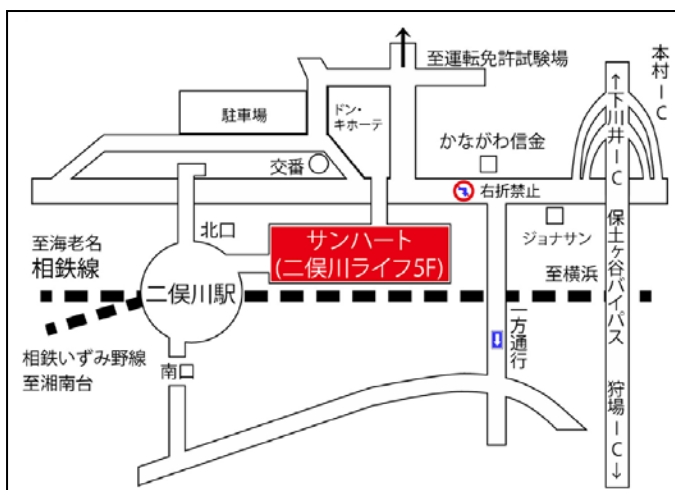 至運転免許試験場
本村IC
駐車場
ドン・
キホーテ
↑下川井IC
かながわ信金
交番
右折禁止
北口
サンハート
(二俣川ライフ5F)
ジョナサン
保土ヶ谷バイパス
至海老名
相鉄線
至横浜
二俣川駅
一方通行
相鉄いずみ野線
至湘南台
南口
狩場IC↓